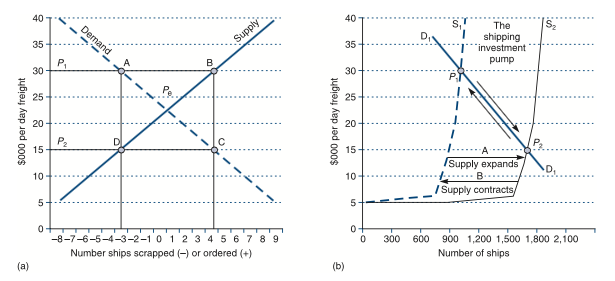 40
35
30
25
20
15
10
5
0
$000 per day freight
Demand
Supply
P1
A
B
Pe
P2
D
C
–8 –7 –6 –5 –4 –3 –2 –1 0 1 2 3 4 5 6 7 8 9
Number ships scrapped (–) or ordered (+)
(a)
40
35
30
25
20
15
10
5
0
$000 per day freight
S1
The
shipping
investment
pump
S2
D1
P1
P2
A
Supply expands
B
Supply contracts
D1
0 300 600 900 1,200 1,500 1,800 2,100
Number of ships
(b)